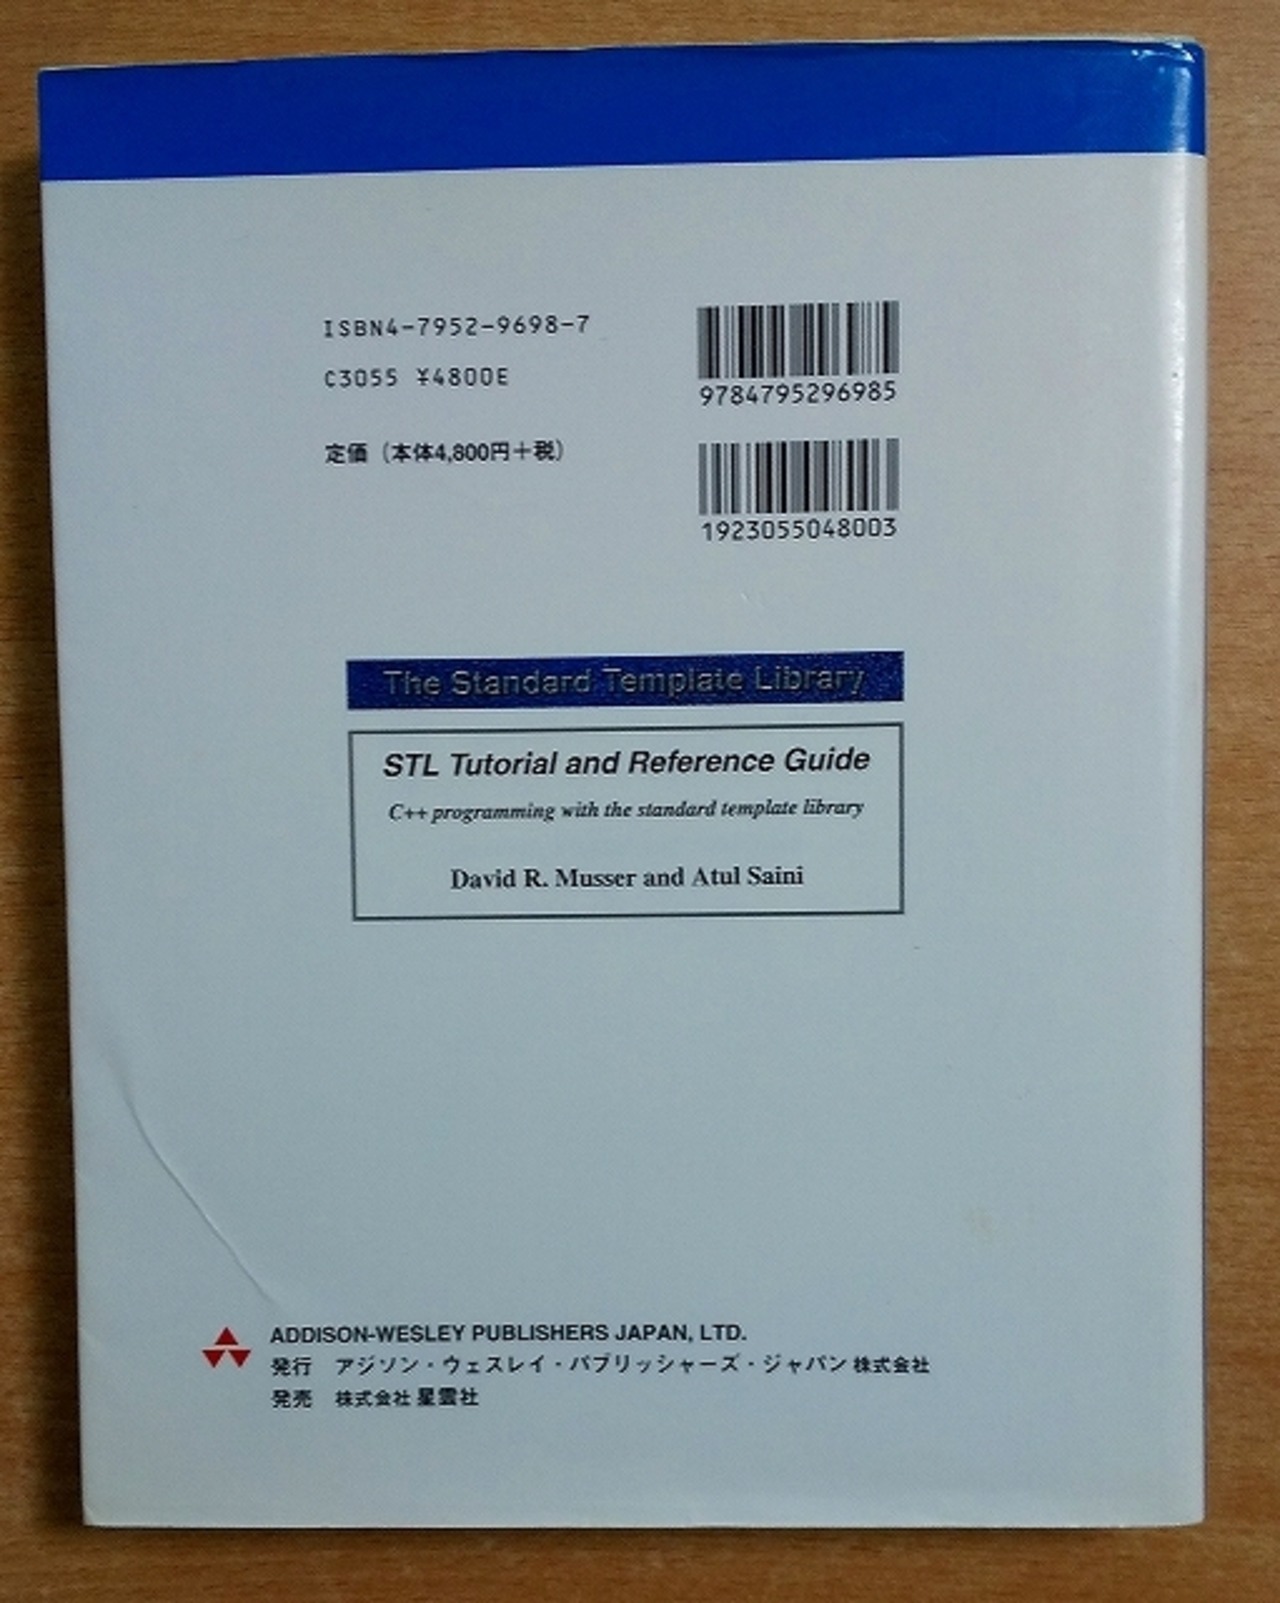 ISBN4-7952-9698-7
C3055 ¥4800E
定価（本体4,800円＋税）
9784795296985
1923055048003
The Standard Template Library
STL Tutorial and Reference Guide
C++ programming with the standard template library
David R. Musser and Atul Saini
ADDISON-WESLEY PUBLISHERS JAPAN, LTD.
発行　アジソン・ウェスレイ・パブリッシャーズ・ジャパン 株式会社
発売　株式会社 星雲社